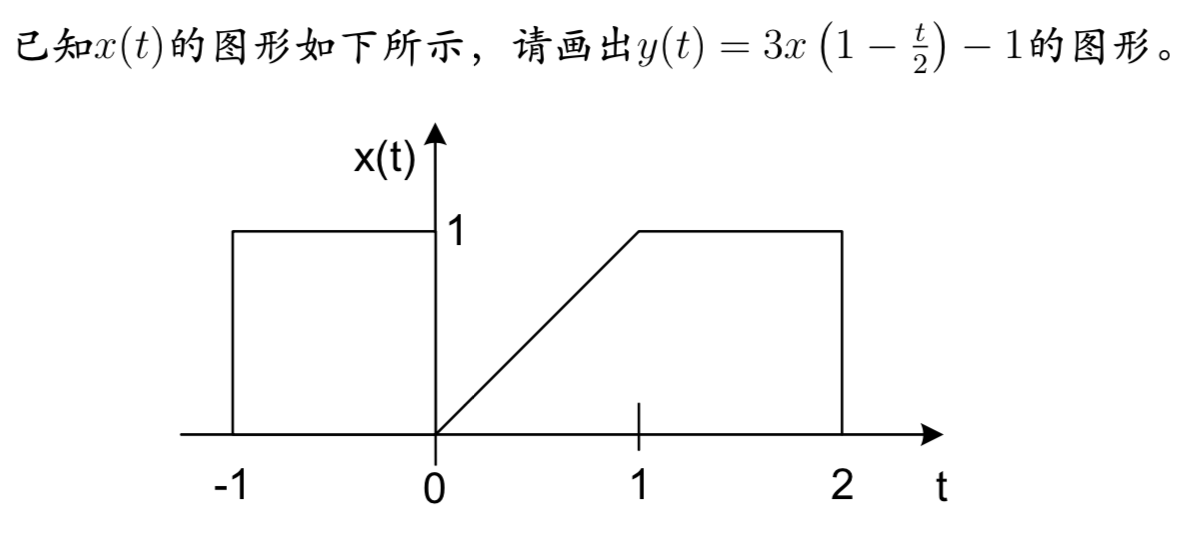 已知x(t)的图形如下所示，请画出y(t) = 3x(1 − t/2) − 1的图形。
x(t)
1
-1 0 1 2 t